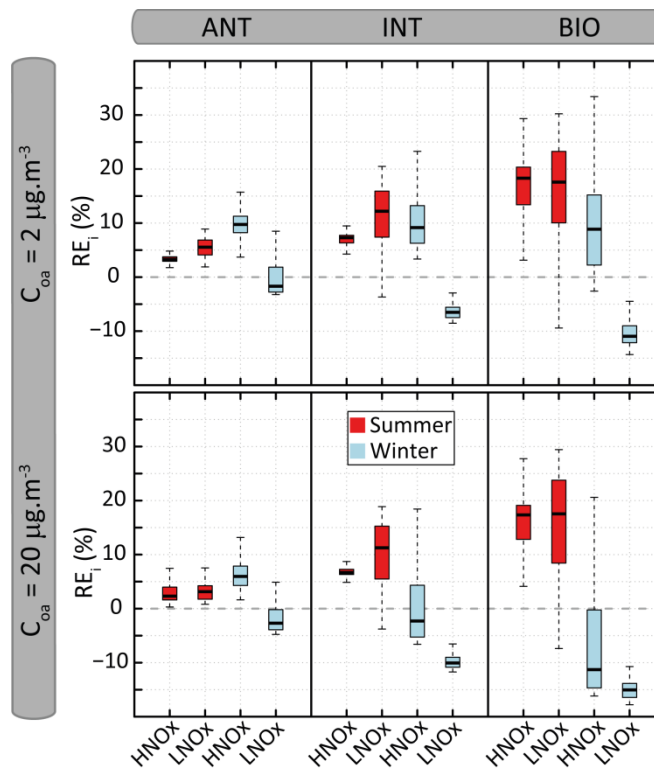 ANT INT BIO
C_oa = 2 µg.m⁻³
RE_i (%)
30
20
10
0
−10
C_oa = 20 µg.m⁻³
RE_i (%)
30
20
10
0
−10
Summer
Winter
HNOx LNOx HNOx LNOx HNOx LNOx HNOx LNOx HNOx LNOx HNOx LNOx